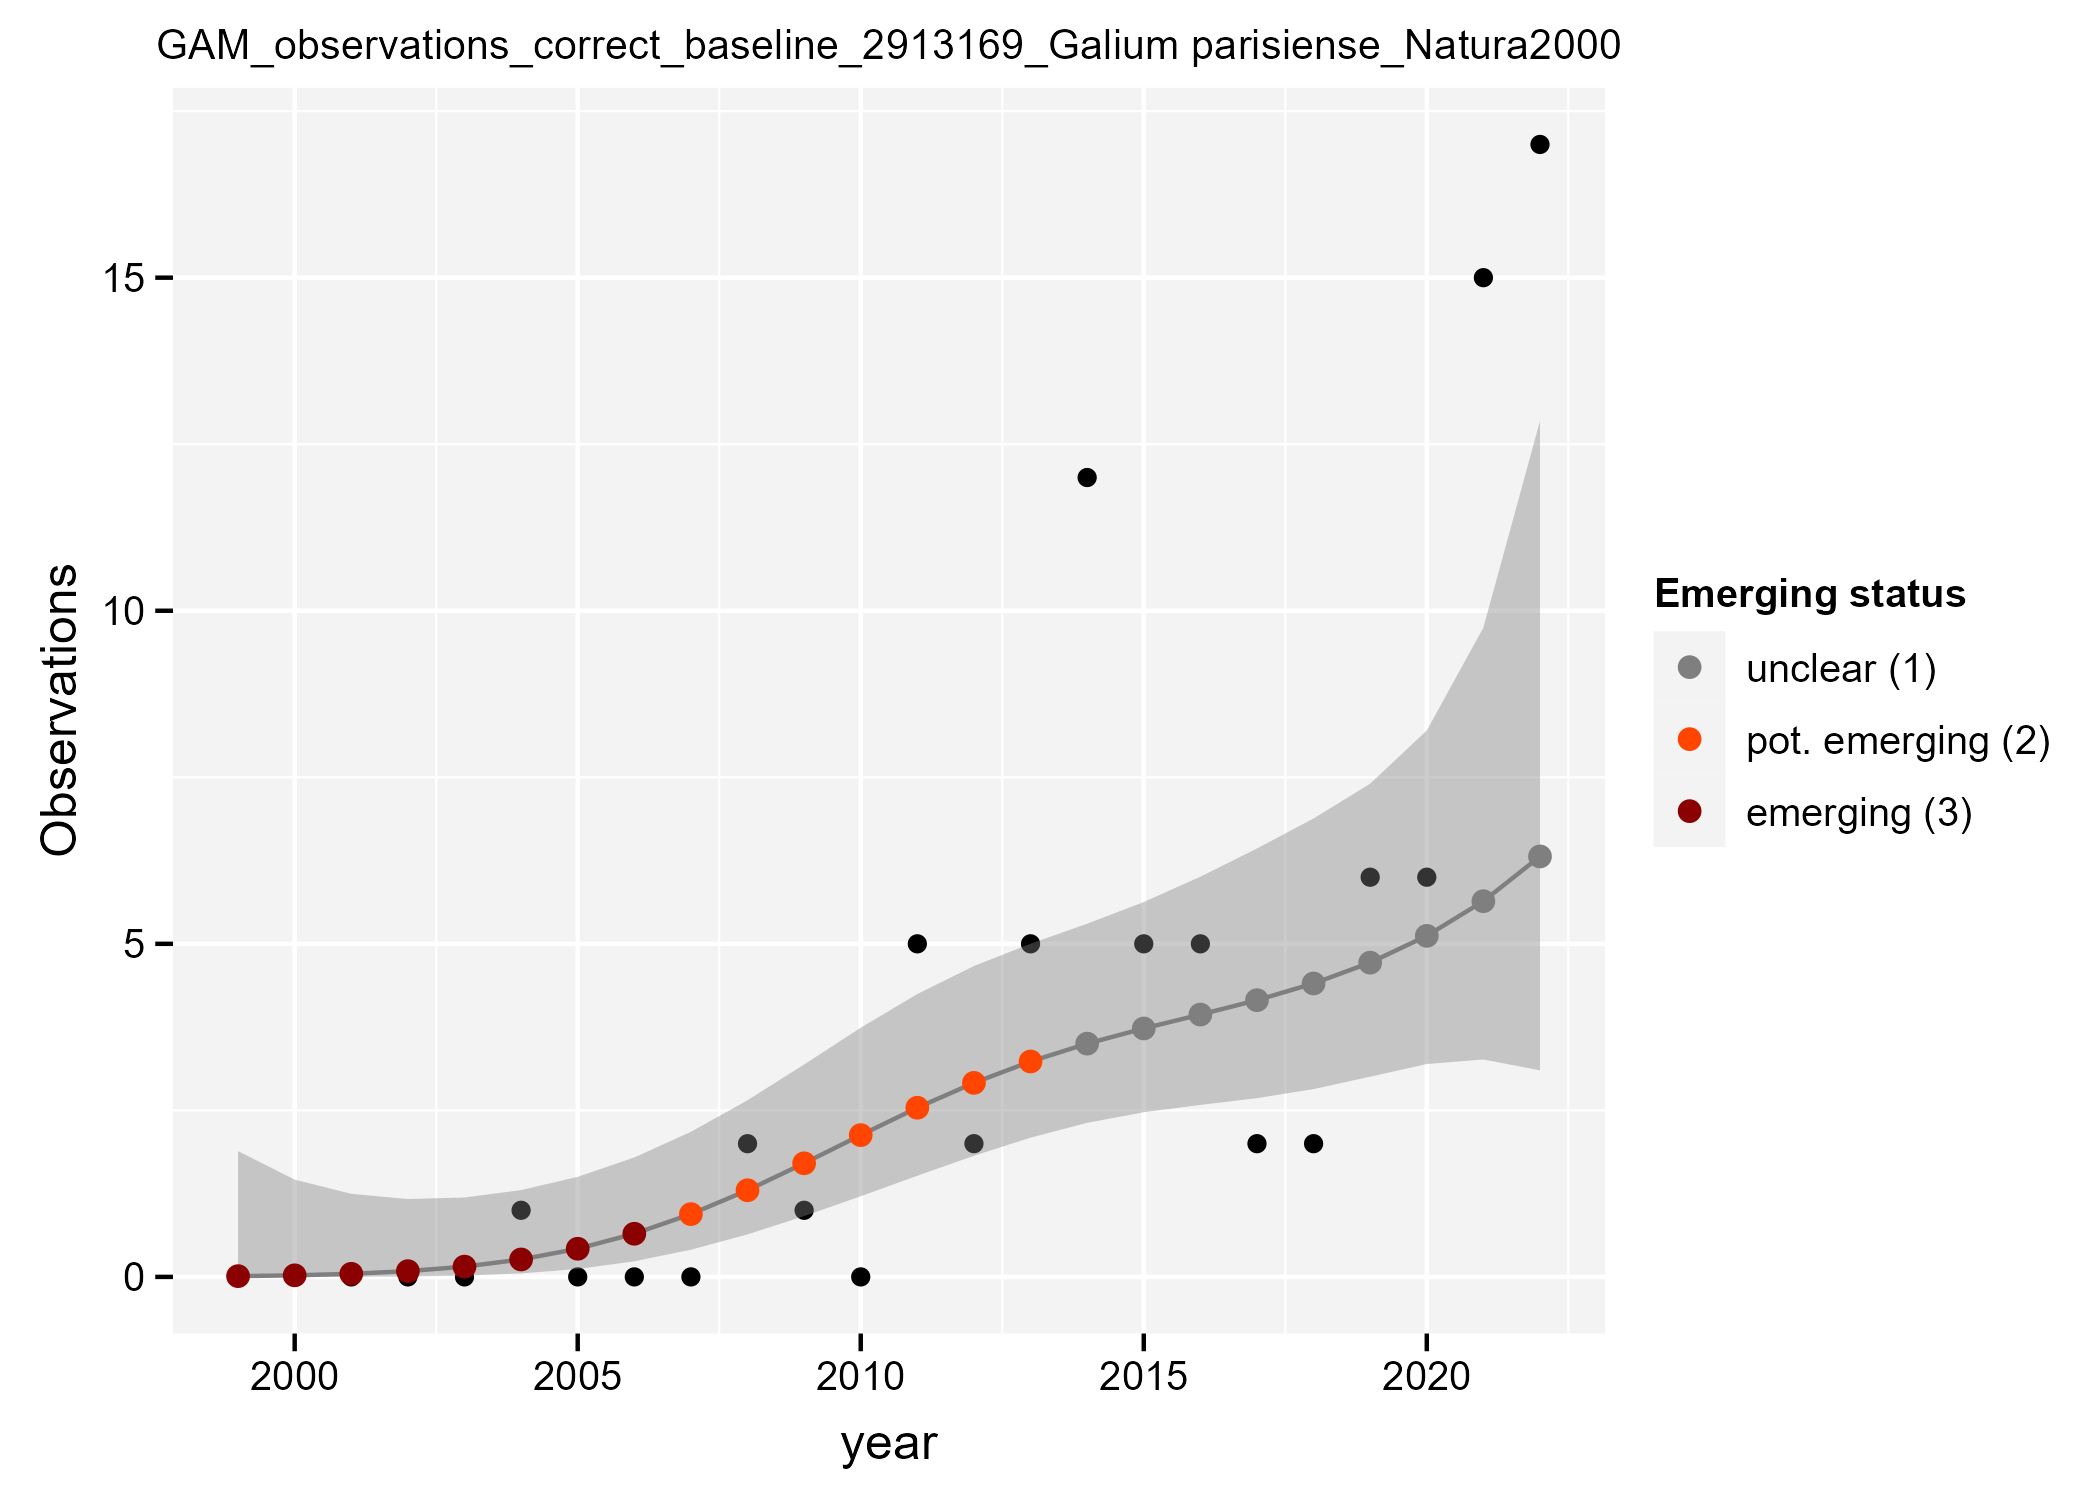 GAM_observations_correct_baseline_2913169_Galium parisiense_Natura2000
Observations
15
10
5
0
2000
2005
2010
2015
2020
year
Emerging status
unclear (1)
pot. emerging (2)
emerging (3)